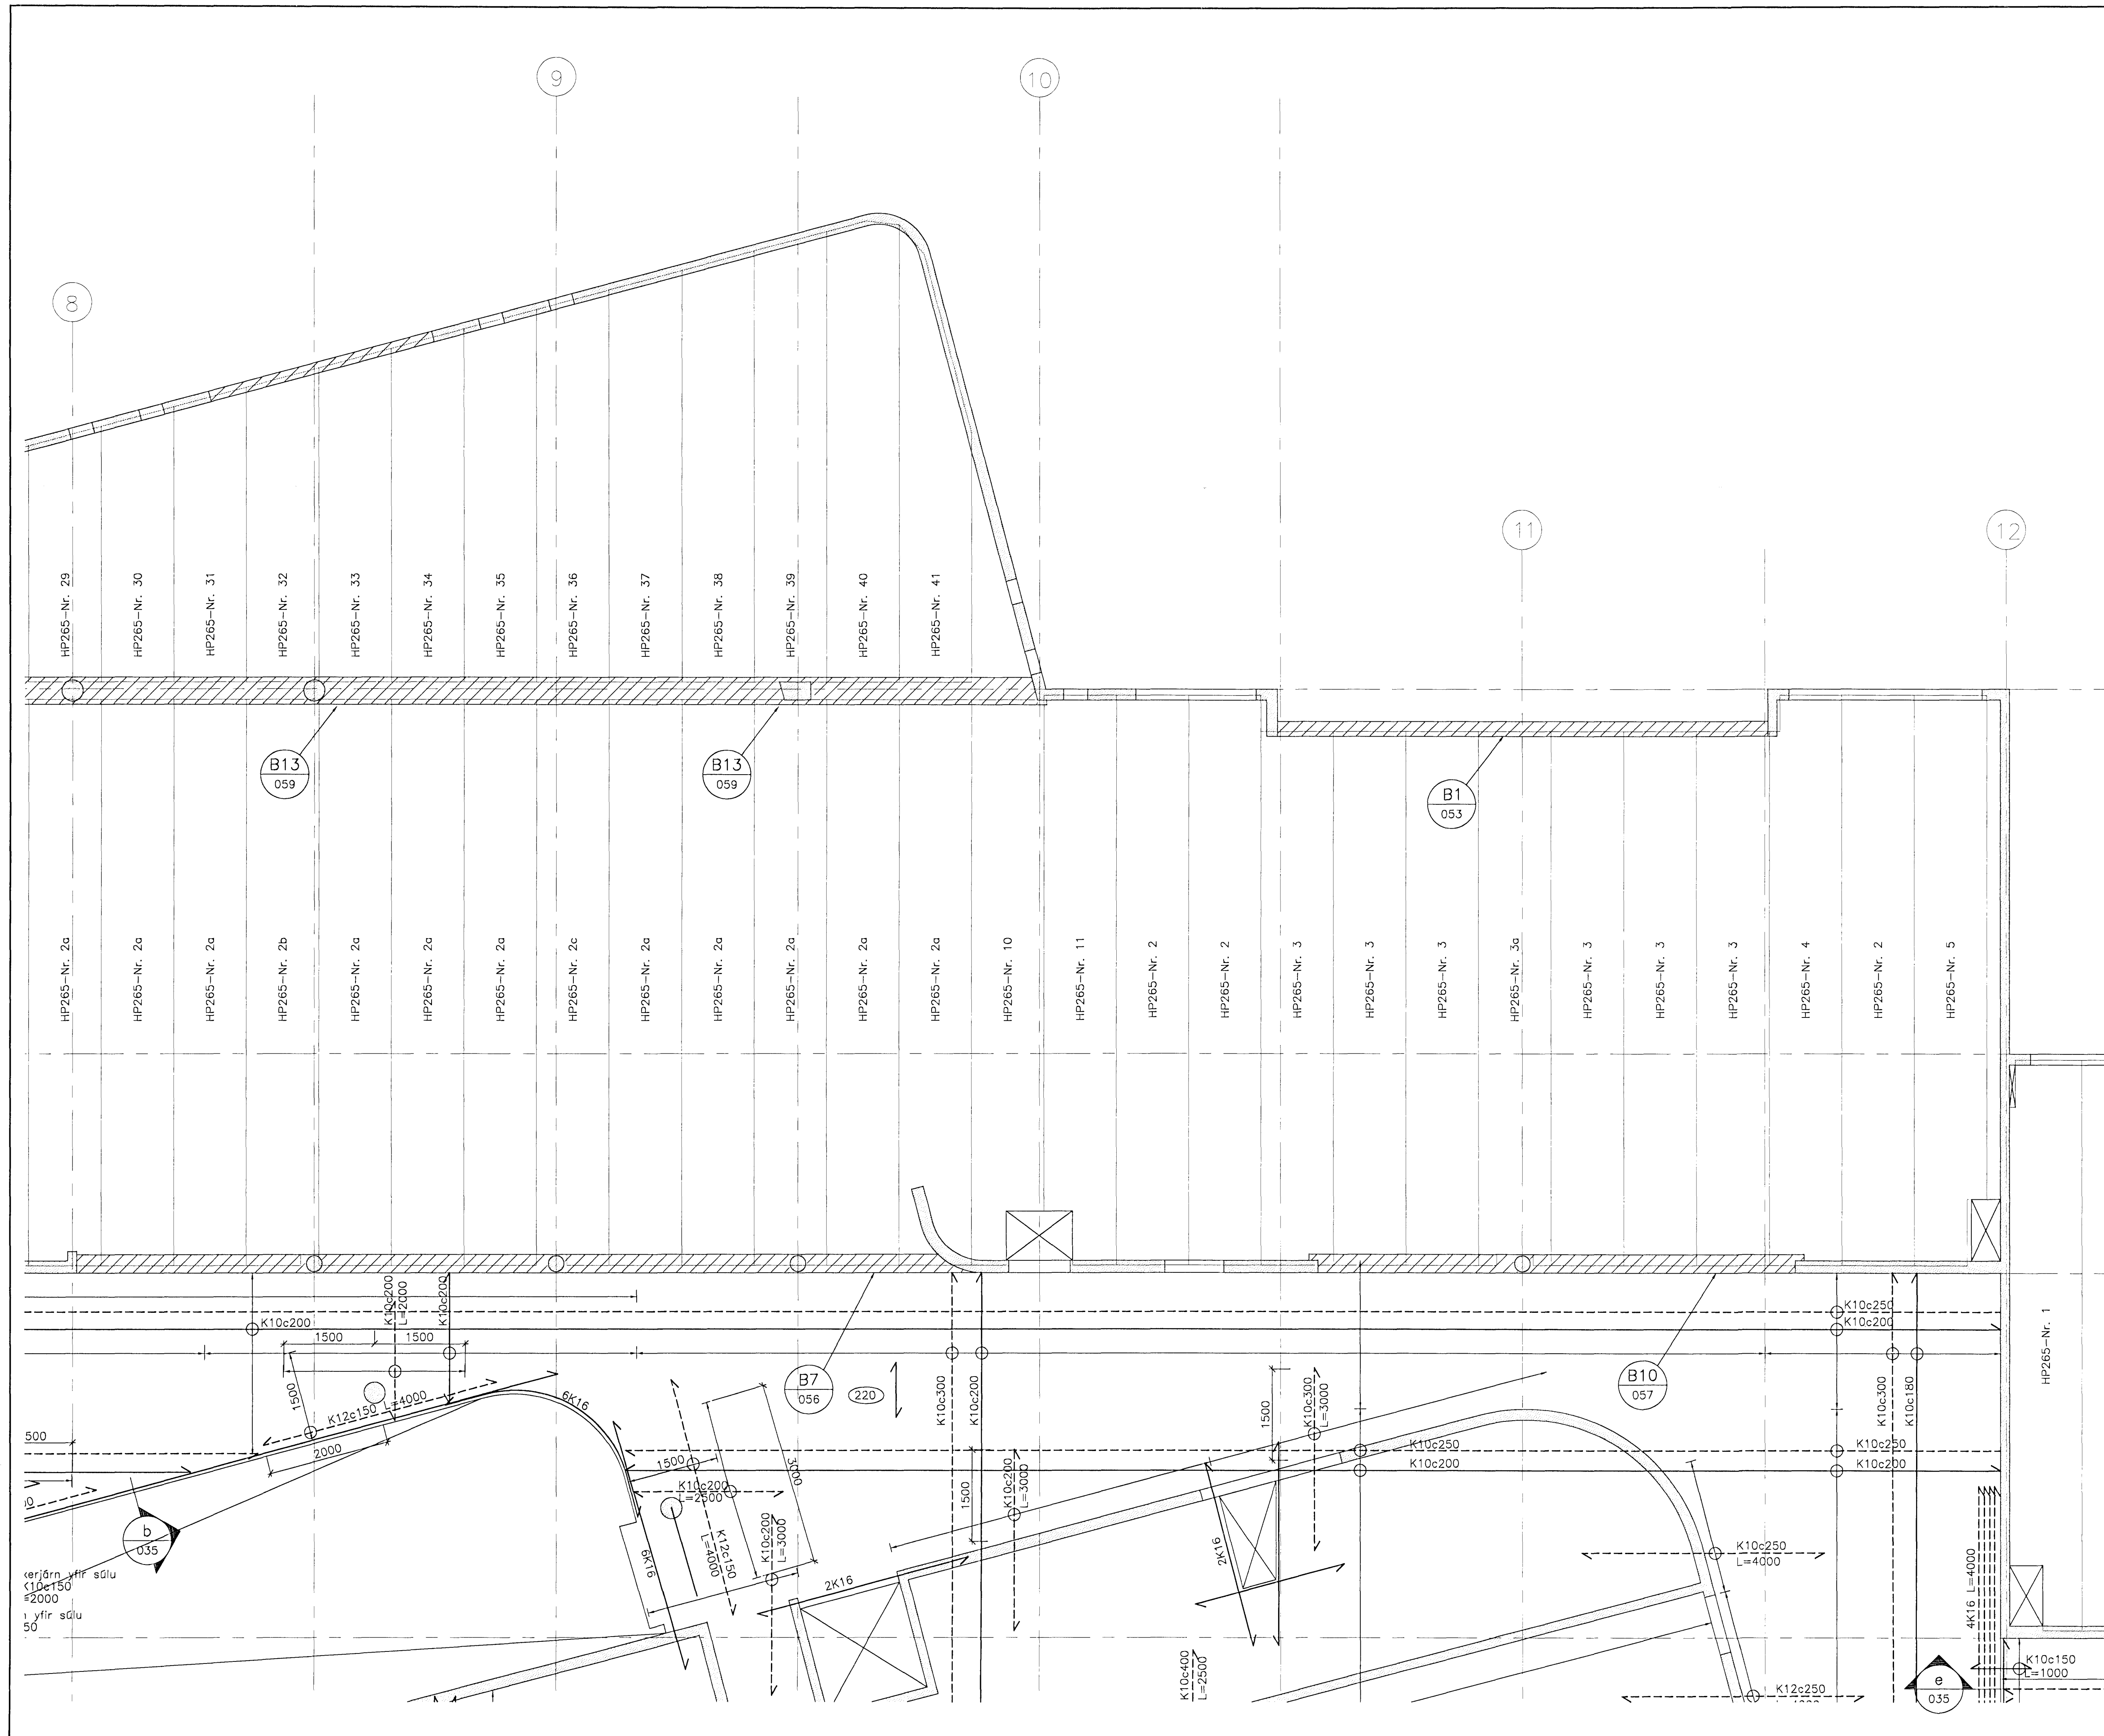 9
10
8
11
12
HP265-Nr. 29
HP265-Nr. 30
HP265-Nr. 31
HP265-Nr. 32
HP265-Nr. 33
HP265-Nr. 34
HP265-Nr. 35
HP265-Nr. 36
HP265-Nr. 37
HP265-Nr. 38
HP265-Nr. 39
HP265-Nr. 40
HP265-Nr. 41
B13
059
B13
059
B1
053
HP265-Nr. 2a
HP265-Nr. 2a
HP265-Nr. 2a
HP265-Nr. 2b
HP265-Nr. 2a
HP265-Nr. 2a
HP265-Nr. 2a
HP265-Nr. 2c
HP265-Nr. 2a
HP265-Nr. 2a
HP265-Nr. 2a
HP265-Nr. 2a
HP265-Nr. 2a
HP265-Nr. 10
HP265-Nr. 11
HP265-Nr. 2
HP265-Nr. 2
HP265-Nr. 3
HP265-Nr. 3
HP265-Nr. 3
HP265-Nr. 3a
HP265-Nr. 3
HP265-Nr. 3
HP265-Nr. 3
HP265-Nr. 4
HP265-Nr. 2
HP265-Nr. 5
K10c200
L=2000
K10c200
K10c200
1500
1500
1500
K12c150 L=4000
6K16
2000
500
B7
056
220
K10c300
K10c200
K10c300
L=3000
1500
B10
057
K10c250
K10c200
K10c300
K10c180
HP265-Nr. 1
K10c250
K10c200
K10c250
K10c200
1500
K10c200
L=2500
3000
K12c150
L=4000
K10c200
L=3000
1500
K10c200
L=3000
2K16
2K16
6K16
b
035
kerjárn yfir súlu
K10c150
=2000
yfir súlu
50
K10c250
L=4000
4K16 L=4000
K10c400
L=2500
K12c250
e
035
K10c150
L=1000